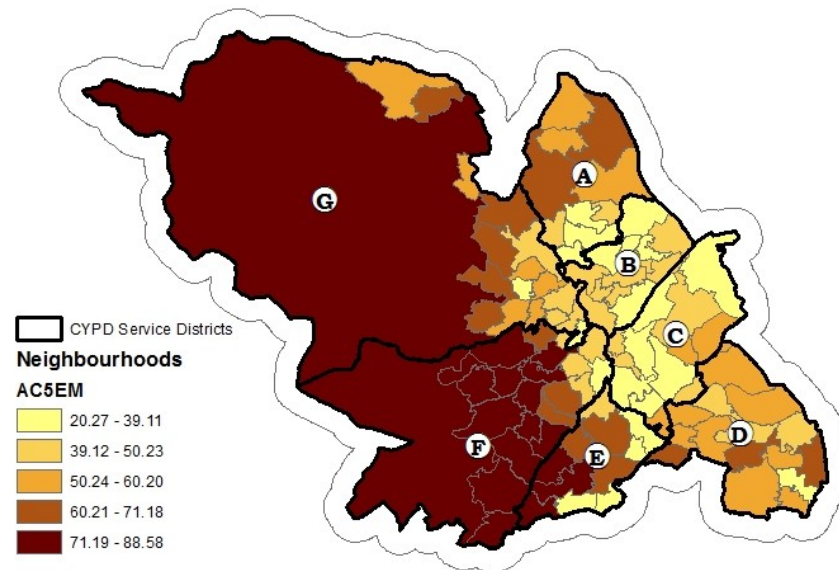 G
A
B
C
D
E
F
CYPD Service Districts
Neighbourhoods
AC5EM
20.27 - 39.11
39.12 - 50.23
50.24 - 60.20
60.21 - 71.18
71.19 - 88.58